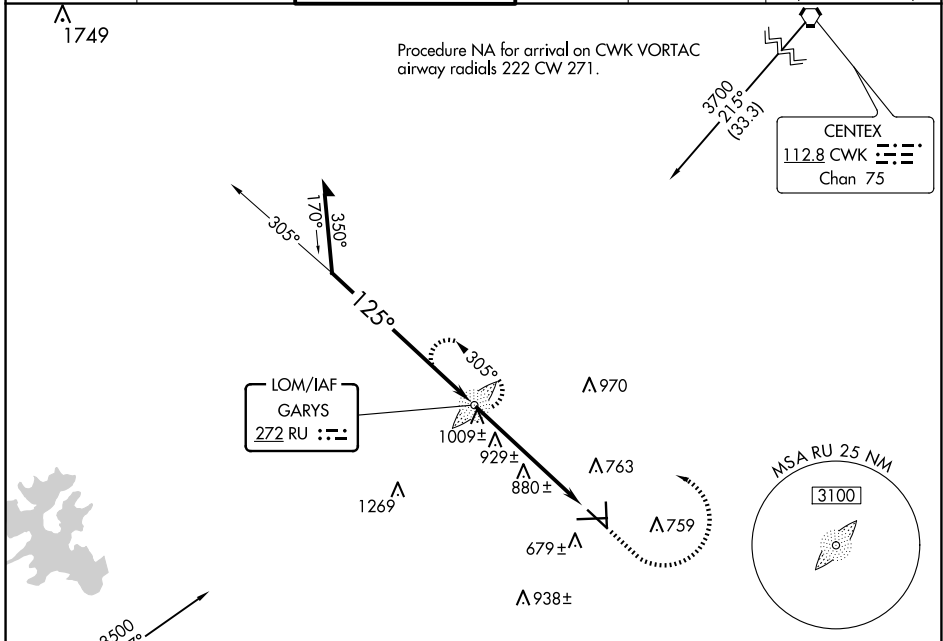 1749
Procedure NA for arrival on CWK VORTAC
airway radials 222 CW 271.
3700
215°
(33.3)
CENTEX
112.8 CWK
Chan 75
305°
170°
350°
125°
305°
LOM/IAF
GARYS
272 RU
970
1009±
929±
880±
763
1269
759
679±
938±
MSA RU 25 NM
3100
3500